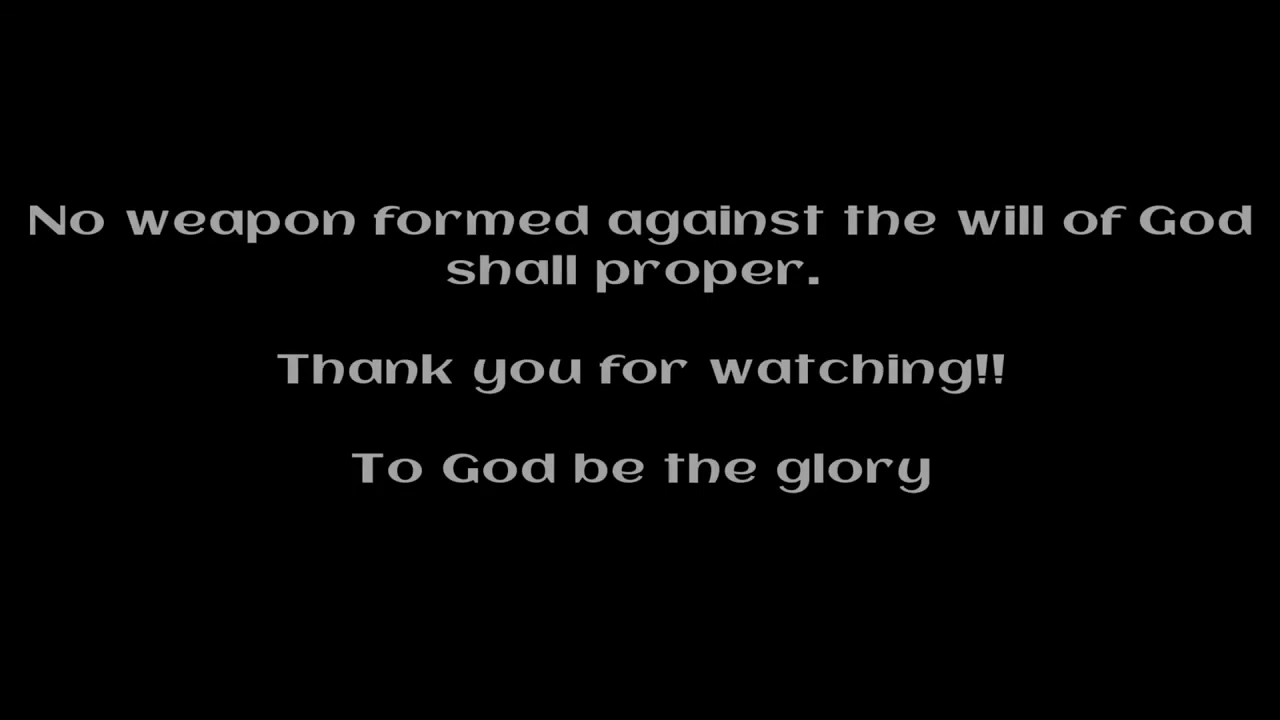 No weapon formed against the will of God
shall proper.
Thank you for watching!!
To God be the glory